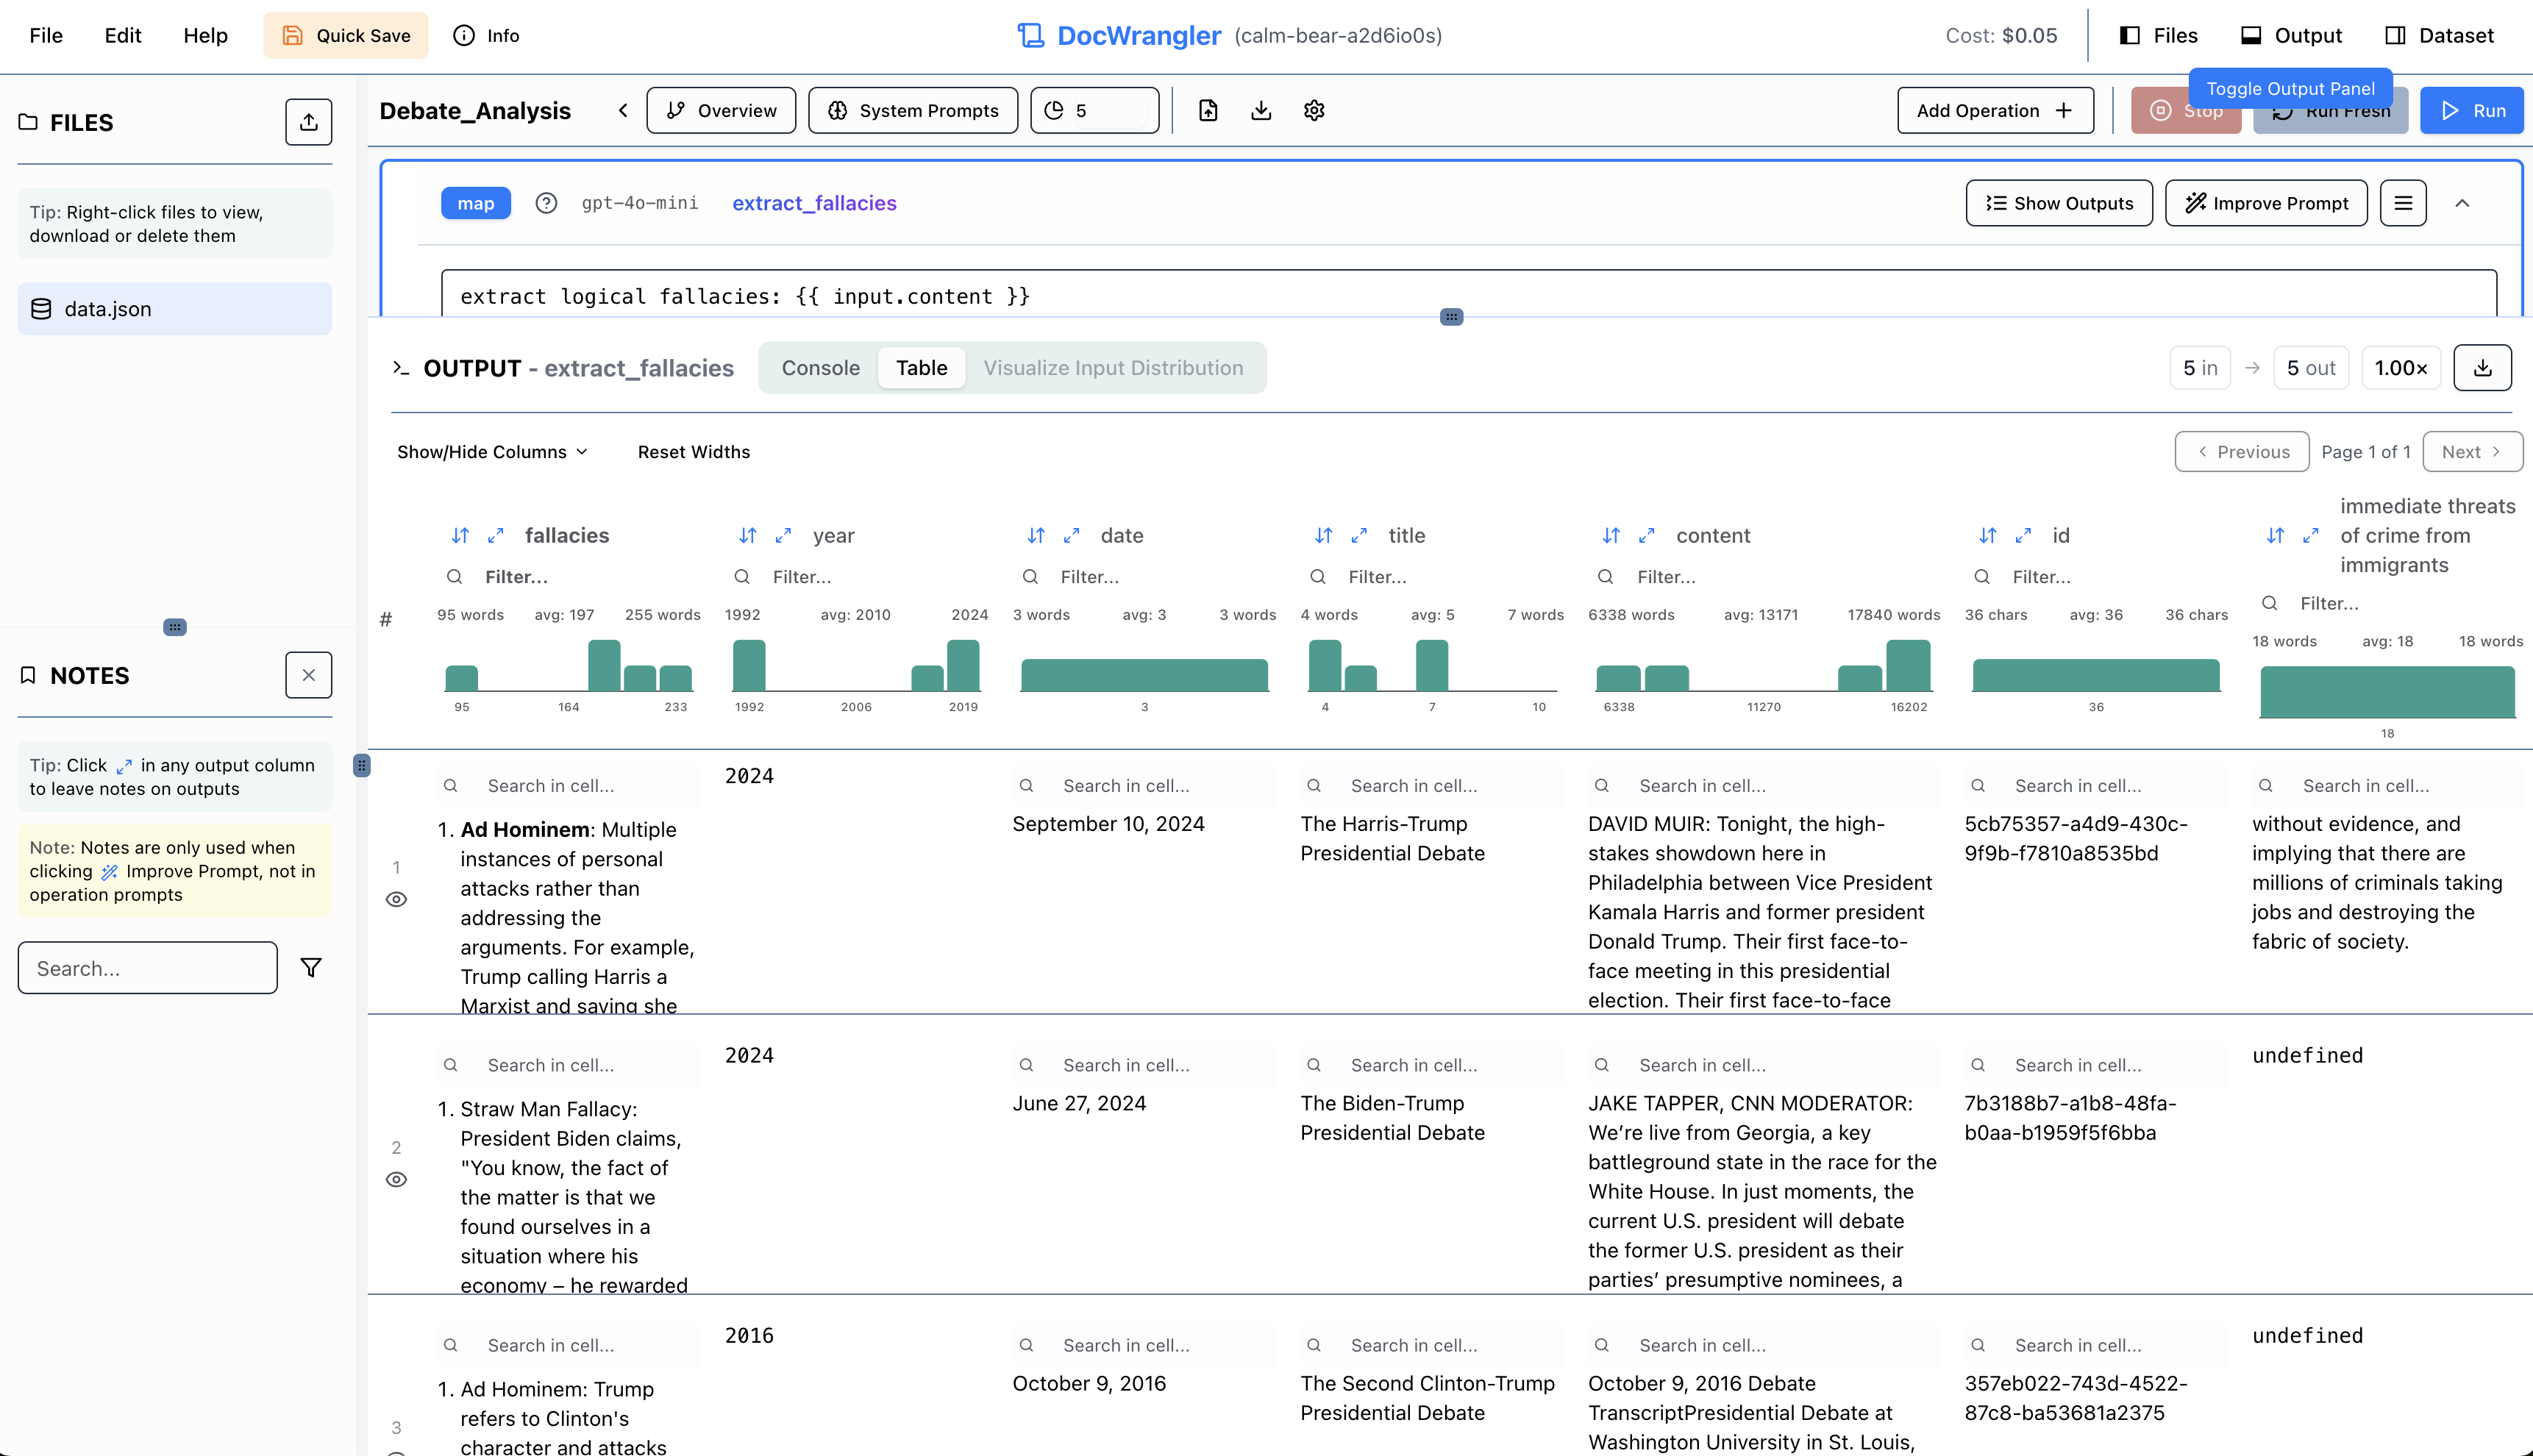 File Edit Help Quick Save Info DocWrangler (calm-bear-a2d6io0s) Cost: $0.05 Files Output Dataset
Toggle Output Panel
FILES
Tip: Right-click files to view,
download or delete them
data.json
NOTES
Tip: Click in any output column
to leave notes on outputs
Note: Notes are only used when
clicking Improve Prompt, not in
operation prompts
Search...
Debate_Analysis Overview System Prompts 5 Add Operation + Stop Run Fresh Run
map gpt-4o-mini extract_fallacies Show Outputs Improve Prompt
extract logical fallacies: {{ input.content }}
OUTPUT - extract_fallacies Console Table Visualize Input Distribution 5 in → 5 out 1.00×
Show/Hide Columns Reset Widths Previous Page 1 of 1 Next
#
fallacies
Filter...
95 words avg: 197 255 words
95 164 233
year
Filter...
1992 avg: 2010 2024
1992 2006 2019
date
Filter...
3 words avg: 3 3 words
3
title
Filter...
4 words avg: 5 7 words
4 7 10
content
Filter...
6338 words avg: 13171 17840 words
6338 11270 16202
id
Filter...
36 chars avg: 36 36 chars
36
immediate threats
of crime from
immigrants
Filter...
18 words avg: 18 18 words
18
1
Search in cell...
1. Ad Hominem: Multiple
instances of personal
attacks rather than
addressing the
arguments. For example,
Trump calling Harris a
Marxist and saying she
2024
Search in cell...
September 10, 2024
Search in cell...
The Harris-Trump
Presidential Debate
Search in cell...
DAVID MUIR: Tonight, the high-
stakes showdown here in
Philadelphia between Vice President
Kamala Harris and former president
Donald Trump. Their first face-to-
face meeting in this presidential
election. Their first face-to-face
Search in cell...
5cb75357-a4d9-430c-
9f9b-f7810a8535bd
Search in cell...
without evidence, and
implying that there are
millions of criminals taking
jobs and destroying the
fabric of society.
2
Search in cell...
1. Straw Man Fallacy:
President Biden claims,
"You know, the fact of
the matter is that we
found ourselves in a
situation where his
economy – he rewarded
2024
Search in cell...
June 27, 2024
Search in cell...
The Biden-Trump
Presidential Debate
Search in cell...
JAKE TAPPER, CNN MODERATOR:
We’re live from Georgia, a key
battleground state in the race for the
White House. In just moments, the
current U.S. president will debate
the former U.S. president as their
parties’ presumptive nominees, a
Search in cell...
7b3188b7-a1b8-48fa-
b0aa-b1959f5f6bba
undefined
3
Search in cell...
1. Ad Hominem: Trump
refers to Clinton's
character and attacks
2016
Search in cell...
October 9, 2016
Search in cell...
The Second Clinton-Trump
Presidential Debate
Search in cell...
October 9, 2016 Debate
TranscriptPresidential Debate at
Washington University in St. Louis,
Search in cell...
357eb022-743d-4522-
87c8-ba53681a2375
undefined